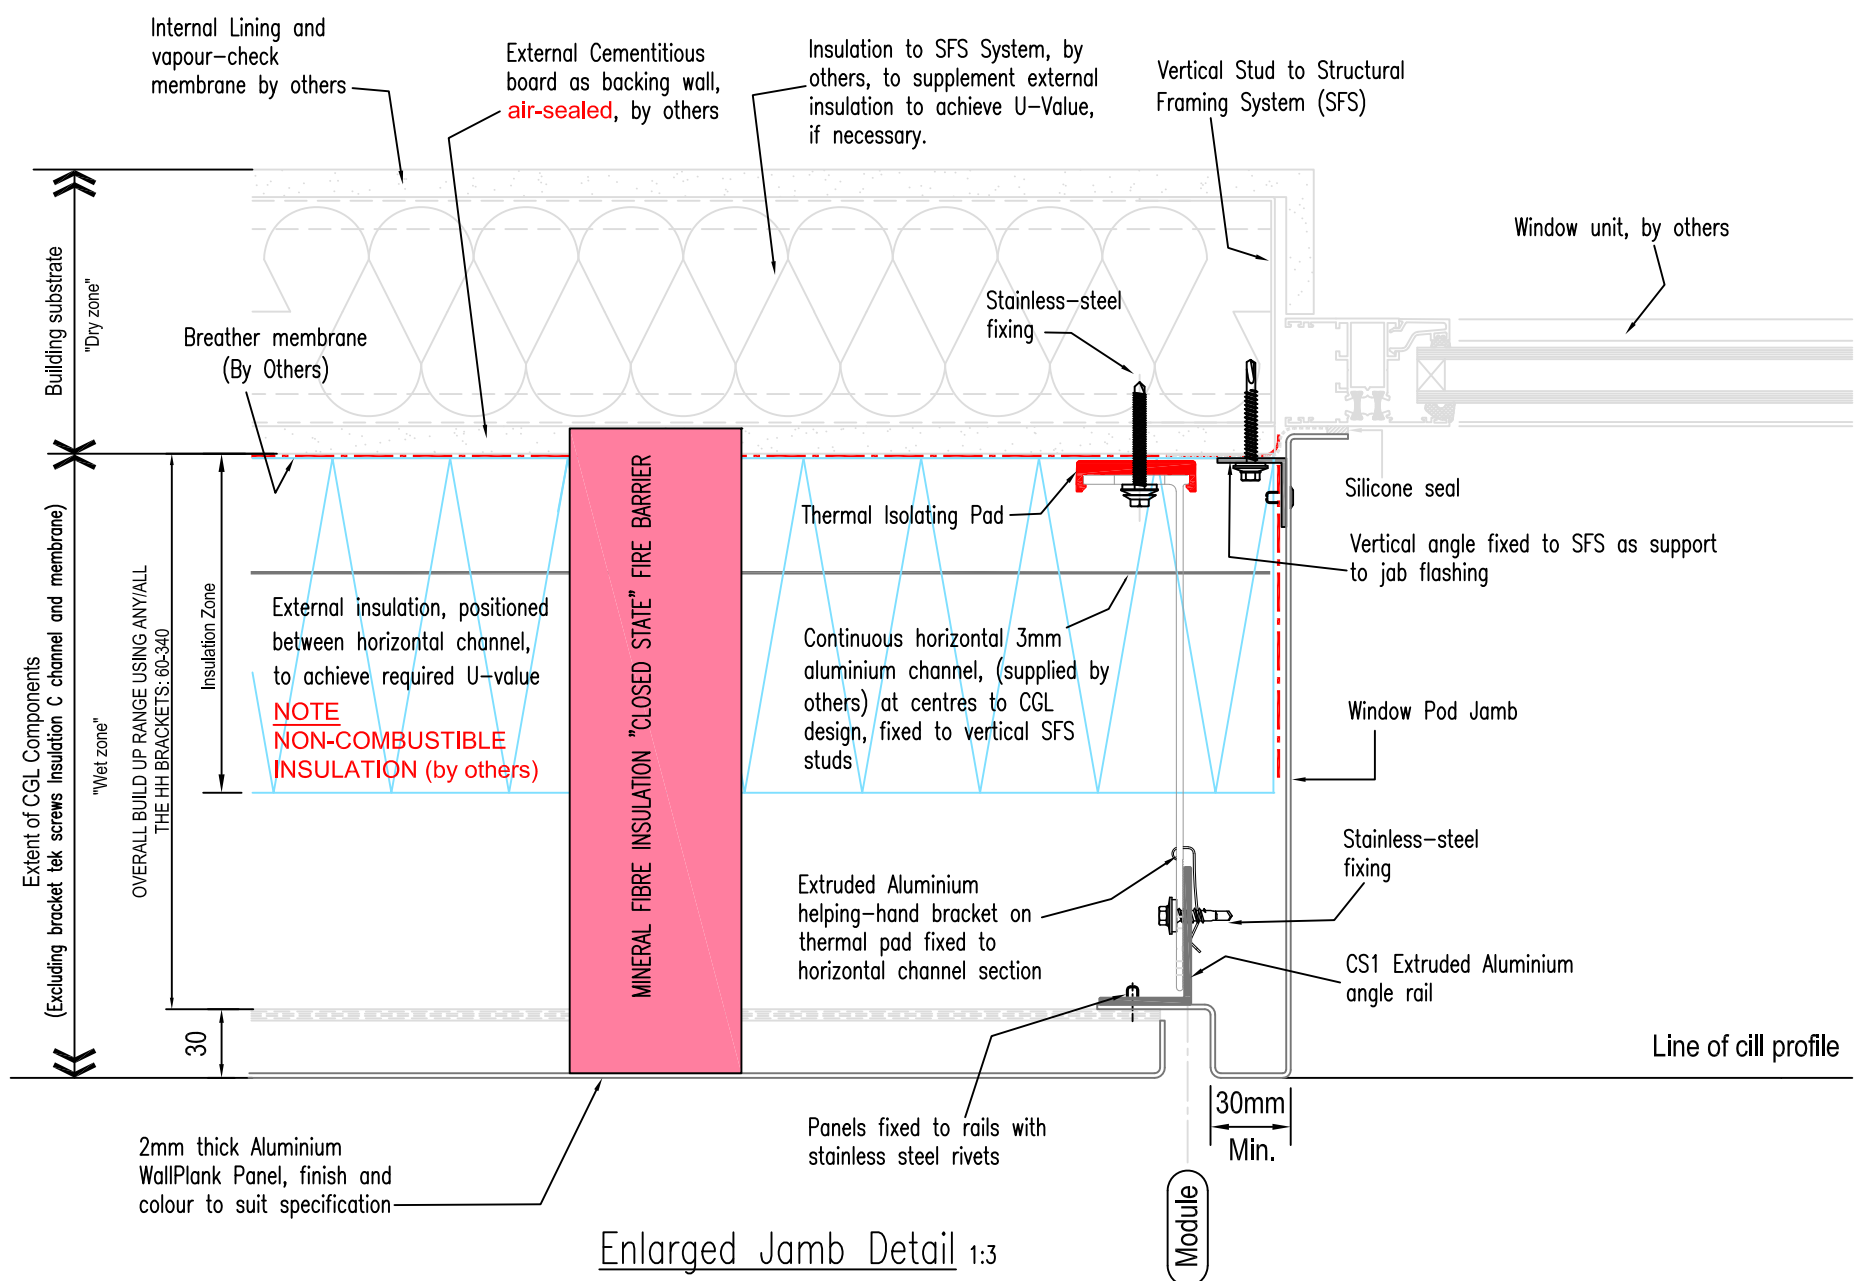 Internal Lining and
vapour-check
membrane by others
External Cementitious
board as backing wall,
air-sealed, by others
Insulation to SFS System, by
others, to supplement external
insulation to achieve U-Value,
if necessary.
Vertical Stud to Structural
Framing System (SFS)
Window unit, by others
Building substrate
"Dry zone"
Breather membrane
(By Others)
Stainless-steel
fixing
Silicone seal
Thermal Isolating Pad
Vertical angle fixed to SFS as support
to jab flashing
Extent of CGL Components
(Excluding bracket tek screws Insulation C channel and membrane)
"Wet zone"
OVERALL BUILD UP RANGE USING ANY/ALL
THE HH BRACKETS: 60-340
Insulation Zone
External insulation, positioned
between horizontal channel,
to achieve required U-value
NOTE
NON-COMBUSTIBLE
INSULATION (by others)
MINERAL FIBRE INSULATION "CLOSED STATE" FIRE BARRIER
Continuous horizontal 3mm
aluminium channel, (supplied by
others) at centres to CGL
design, fixed to vertical SFS
studs
Window Pod Jamb
Stainless-steel
fixing
Extruded Aluminium
helping-hand bracket on
thermal pad fixed to
horizontal channel section
CS1 Extruded Aluminium
angle rail
30
Line of cill profile
30mm
Min.
Panels fixed to rails with
stainless steel rivets
2mm thick Aluminium
WallPlank Panel, finish and
colour to suit specification
Module
Enlarged Jamb Detail 1:3